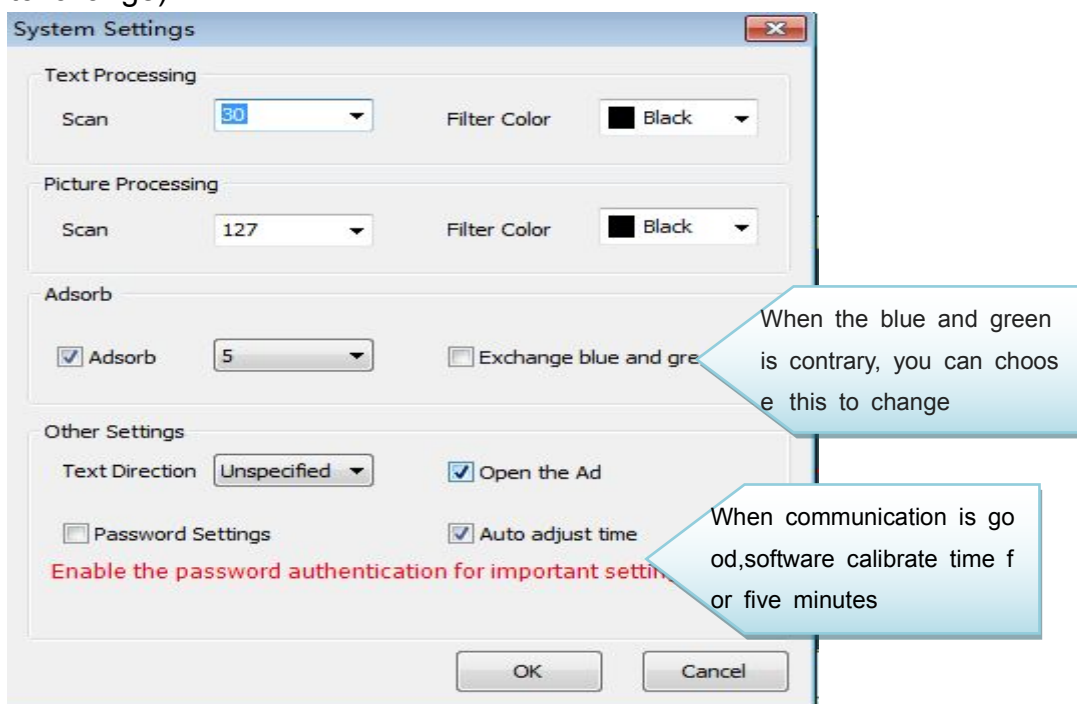 System Settings
Text Processing
Scan 30 Filter Color Black
Picture Processing
Scan 127 Filter Color Black
Adsorb
Adsorb 5 Exchange blue and gre
When the blue and green
is contrary, you can choos
e this to change
Other Settings
Text Direction Unspecified Open the Ad
Password Settings Auto adjust time
Enable the password authentication for important
When communication is go
od,software calibrate time f
or five minutes
OK Cancel